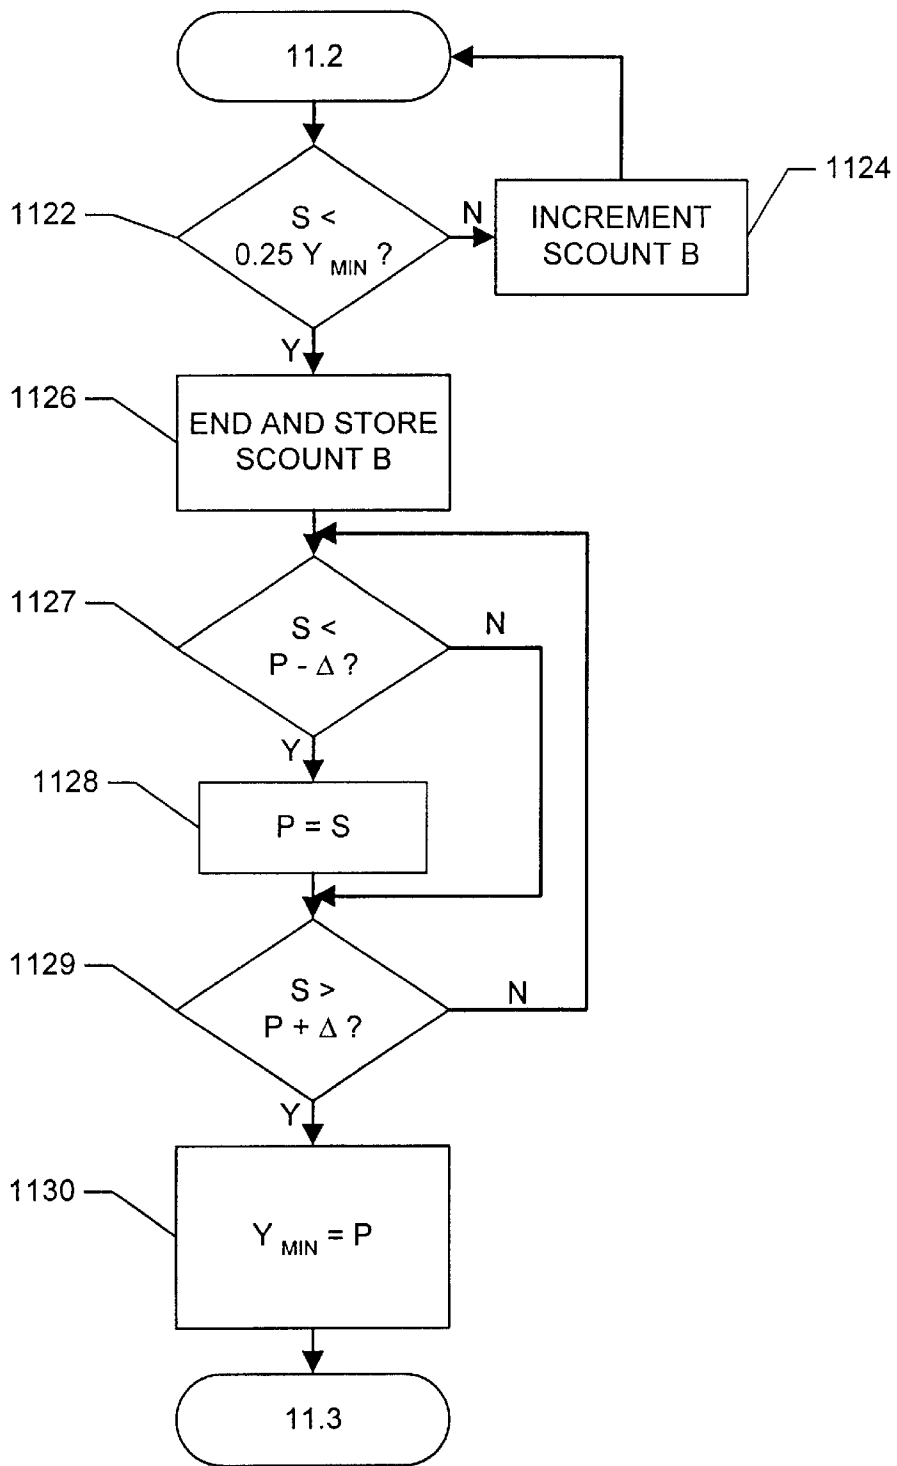 11.2
1124
1122
S <
0.25 Y MIN ?
N
INCREMENT
SCOUNT B
Y
1126
END AND STORE
SCOUNT B
1127
S <
P - Δ ?
N
Y
1128
P = S
1129
S >
P + Δ ?
N
Y
1130
Y MIN = P
11.3